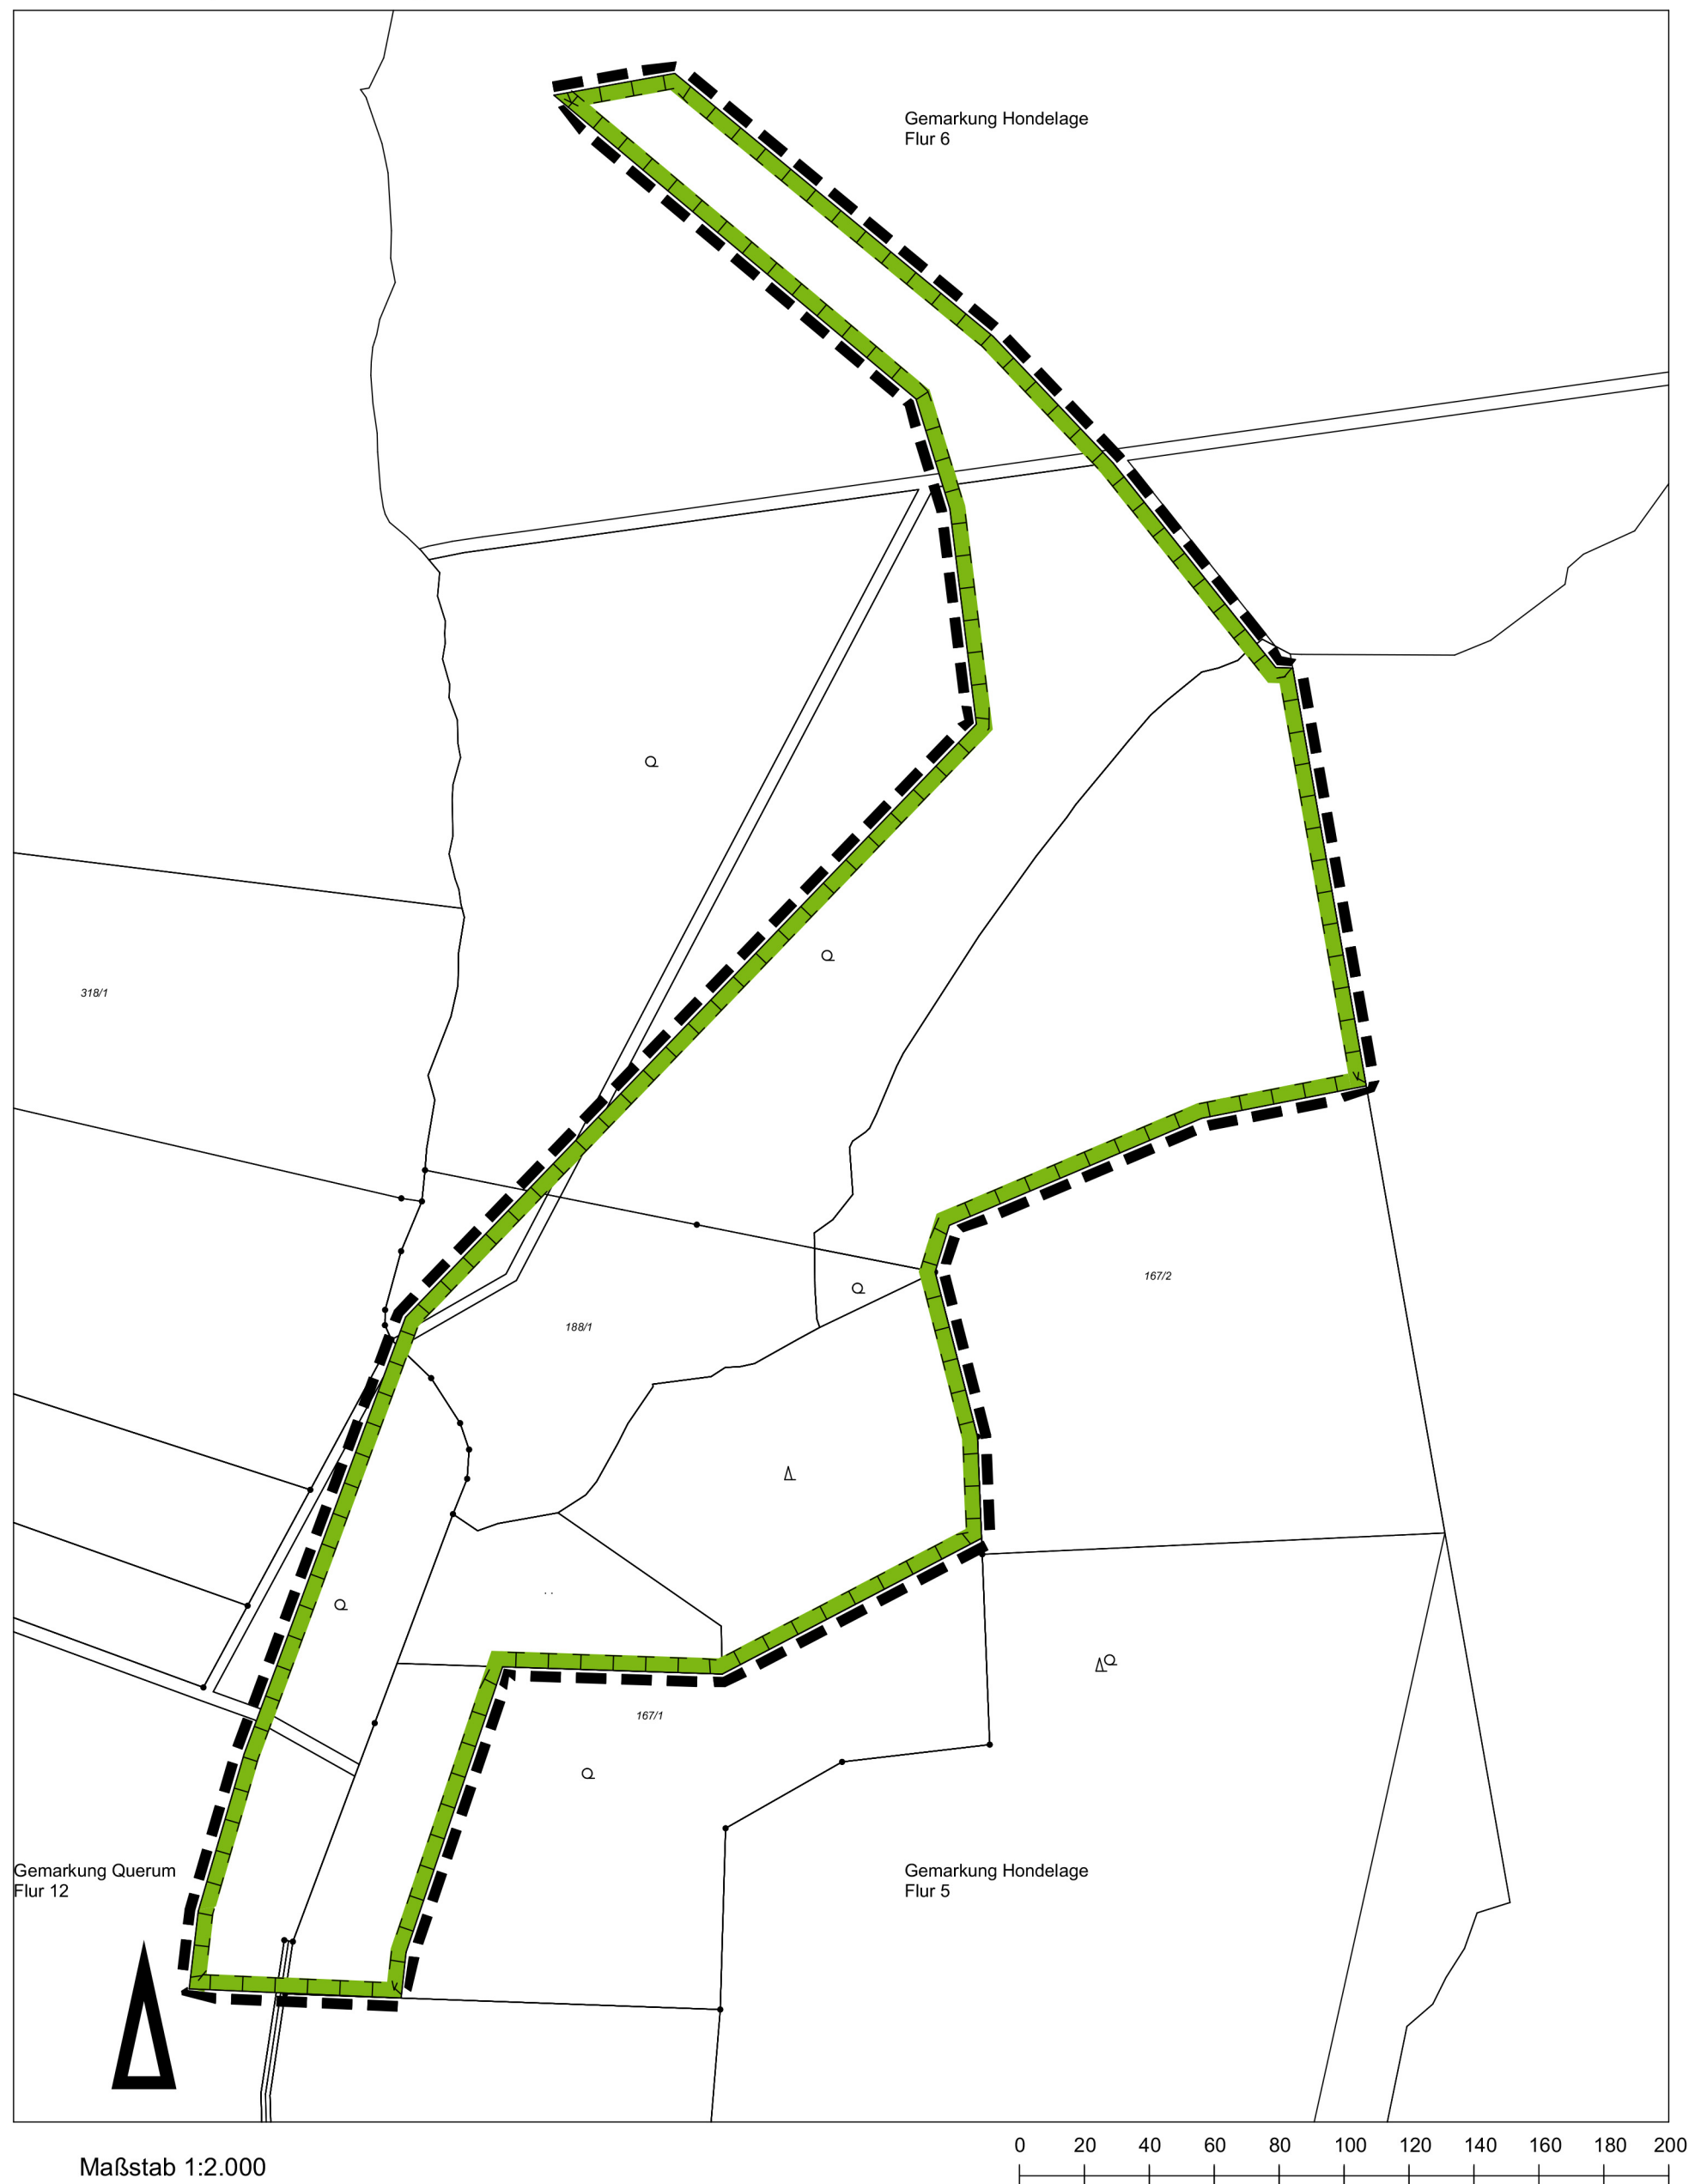 Gemarkung Hondelage
Flur 6
318/1
167/2
188/1
167/1
Gemarkung Querum
Flur 12
Gemarkung Hondelage
Flur 5
Maßstab 1:2.000
0 20 40 60 80 100 120 140 160 180 200